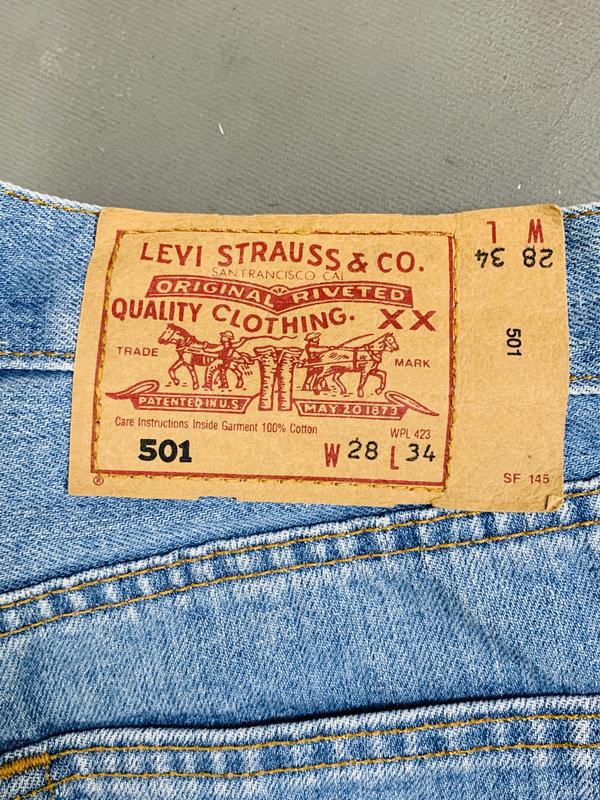 LEVI STRAUSS & CO.
SAN FRANCISCO CAL
ORIGINAL RIVETED
QUALITY CLOTHING. XX
TRADE MARK
PATENTED IN U.S. MAY 20 1873
Care Instructions Inside Garment 100% Cotton WPL 423
501 W 28 L 34
®
W 28 L 34
501
SF 145